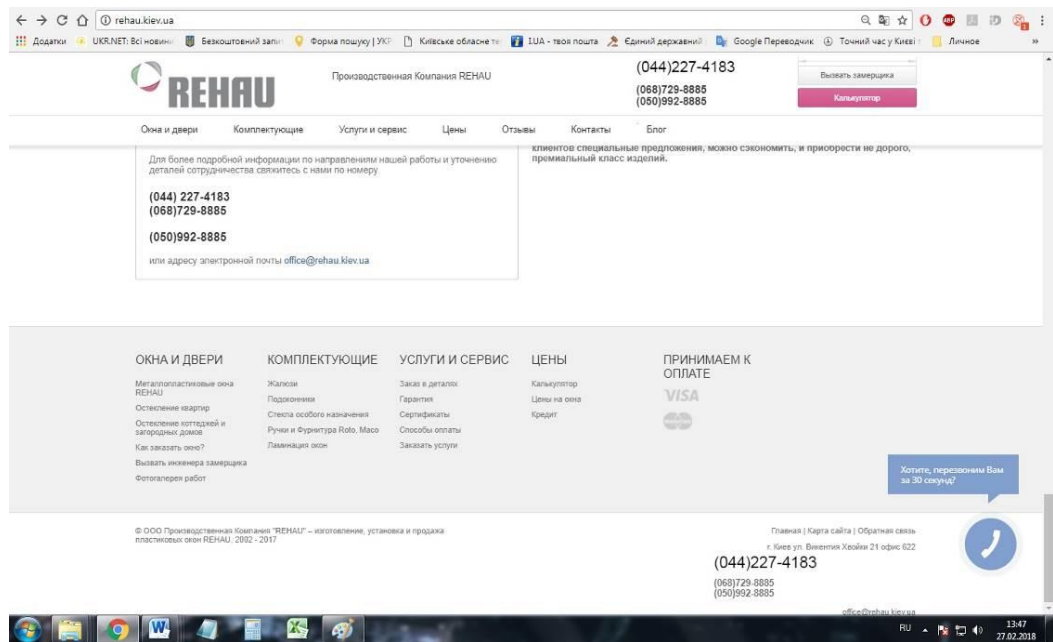 rehau.kiev.ua
Додатки
UKR.NET: Всі новини
Безкоштовний запи
Форма пошуку | УКР
Київське обласне те
I.UA - твоя пошта
Єдиний державний
Google Переводчик
Точний час у Києві
Личное
REHAU
Производственная Компания REHAU
(044)227-4183
(068)729-8885
(050)992-8885
Вызвать замерщика
Калькулятор
Окна и двери
Комплектующие
Услуги и сервис
Цены
Отзывы
Контакты
Блог
Для более подробной информации по направлениям нашей работы и уточнению
деталей сотрудничества свяжитесь с нами по номеру
(044) 227-4183
(068)729-8885
(050)992-8885
или адресу электронной почты office@rehau.kiev.ua
клиентов специальные предложения, можно сэкономить, и приобрести не дорого,
премиальный класс изделий.
ОКНА И ДВЕРИ
Металлопластиковые окна
REHAU
Остекление квартир
Остекление коттеджей и
загородных домов
Как заказать окно?
Вызвать инженера замерщика
Фотогалерея работ
КОМПЛЕКТУЮЩИЕ
Жалюзи
Подоконники
Стекла особого назначения
Ручки и Фурнитура Roto, Maco
Ламинация окон
УСЛУГИ И СЕРВИС
Заказ в деталях
Гарантия
Сертификаты
Способы оплаты
Заказать услуги
ЦЕНЫ
Калькулятор
Цены на окна
Кредит
ПРИНИМАЕМ К
ОПЛАТЕ
VISA
Хотите, перезвоним Вам
за 30 секунд?
© ООО Производственная Компания "REHAU" – изготовление, установка и продажа
пластиковых окон REHAU. 2002 - 2017
Главная | Карта сайта | Обратная связь
г. Киев ул. Викентия Хвойки 21 офис 622
(044)227-4183
(068)729-8885
(050)992-8885
office@rehau.kiev.ua
RU
13:47
27.02.2018